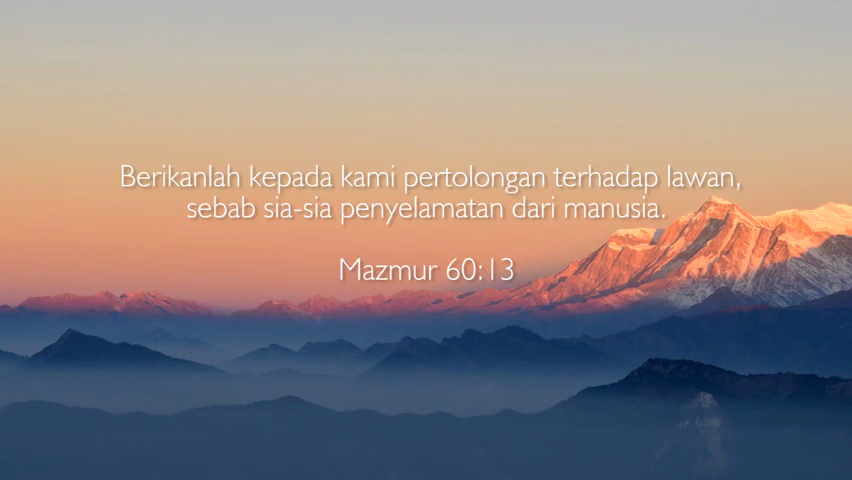 Berikanlah kepada kami pertolongan terhadap lawan,
sebab sia-sia penyelamatan dari manusia.
Mazmur 60:13